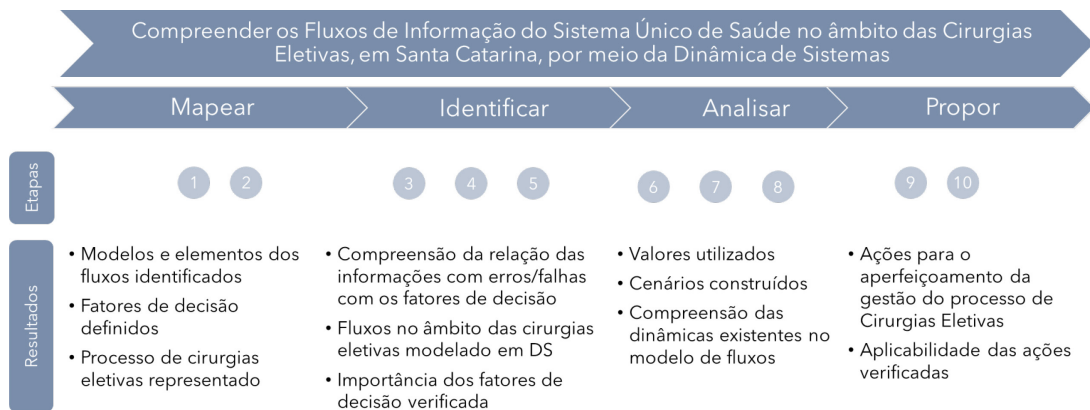 Compreender os Fluxos de Informação do Sistema Único de Saúde no âmbito das Cirurgias
Eletivas, em Santa Catarina, por meio da Dinâmica de Sistemas
Mapear
Identificar
Analisar
Propor
Etapas
1
2
3
4
5
6
7
8
9
10
Resultados
• Modelos e elementos dos
fluxos identificados
• Fatores de decisão
definidos
• Processo de cirurgias
eletivas representado
• Compreensão da relação das
informações com erros/falhas
com os fatores de decisão
• Fluxos no âmbito das cirurgias
eletivas modelado em DS
• Importância dos fatores de
decisão verificada
• Valores utilizados
• Cenários construídos
• Compreensão das
dinâmicas existentes no
modelo de fluxos
• Ações para o
aperfeiçoamento da
gestão do processo de
Cirurgias Eletivas
• Aplicabilidade das ações
verificadas